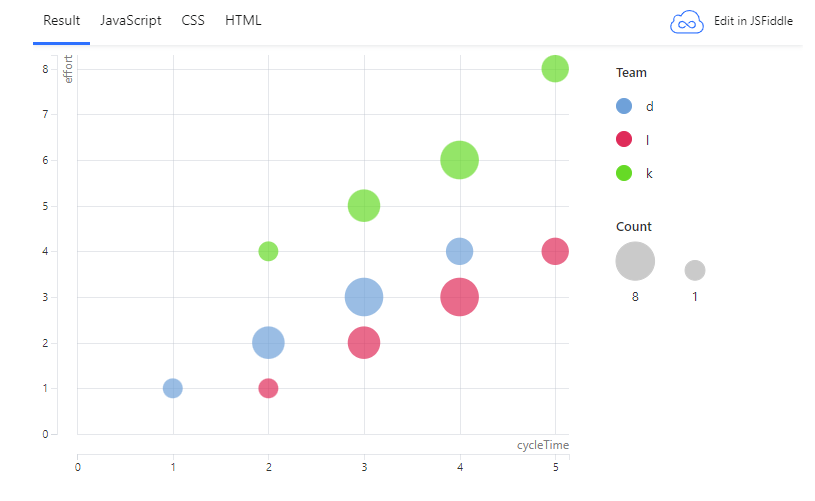 Result JavaScript CSS HTML Edit in JSFiddle
effort
8
7
6
5
4
3
2
1
0
cycleTime
0 1 2 3 4 5
Team
d
l
k
Count
8 1